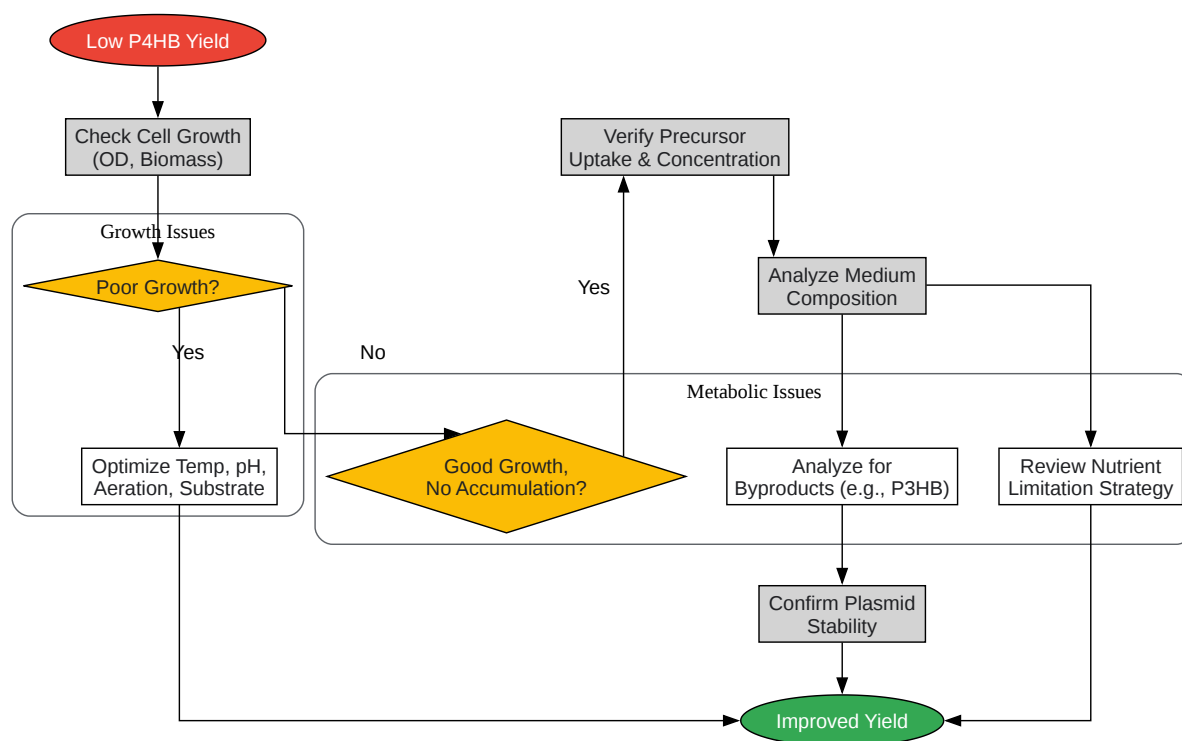 Low P4HB Yield
Check Cell Growth
(OD, Biomass)
Verify Precursor
Uptake & Concentration
Growth Issues
Poor Growth?
Yes
Analyze Medium
Composition
Yes
No
Metabolic Issues
Optimize Temp, pH,
Aeration, Substrate
Good Growth,
No Accumulation?
Analyze for
Byproducts (e.g., P3HB)
Review Nutrient
Limitation Strategy
Confirm Plasmid
Stability
Improved Yield